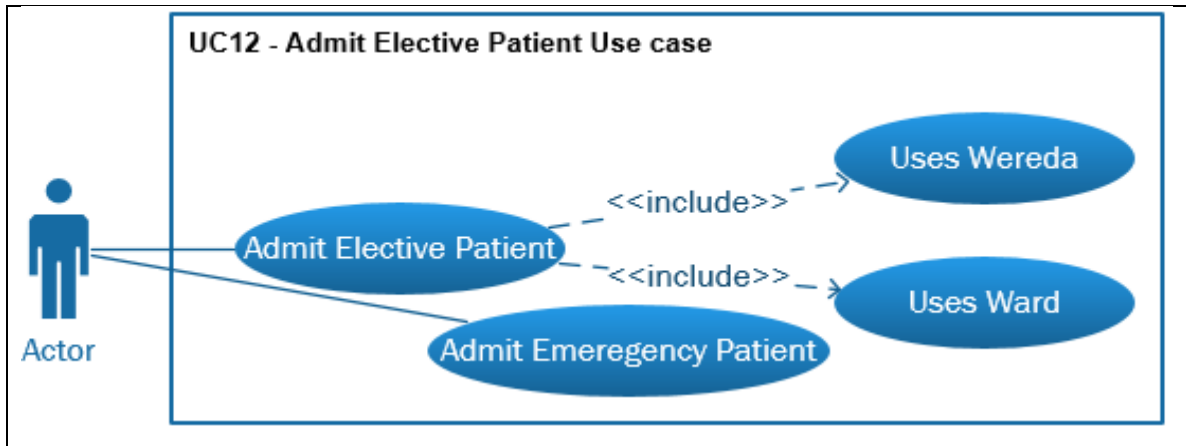 UC12 - Admit Elective Patient Use case
Uses Wereda
<<include>>
Admit Elective Patient
<<include>>
Uses Ward
Admit Emeregency Patient
Actor